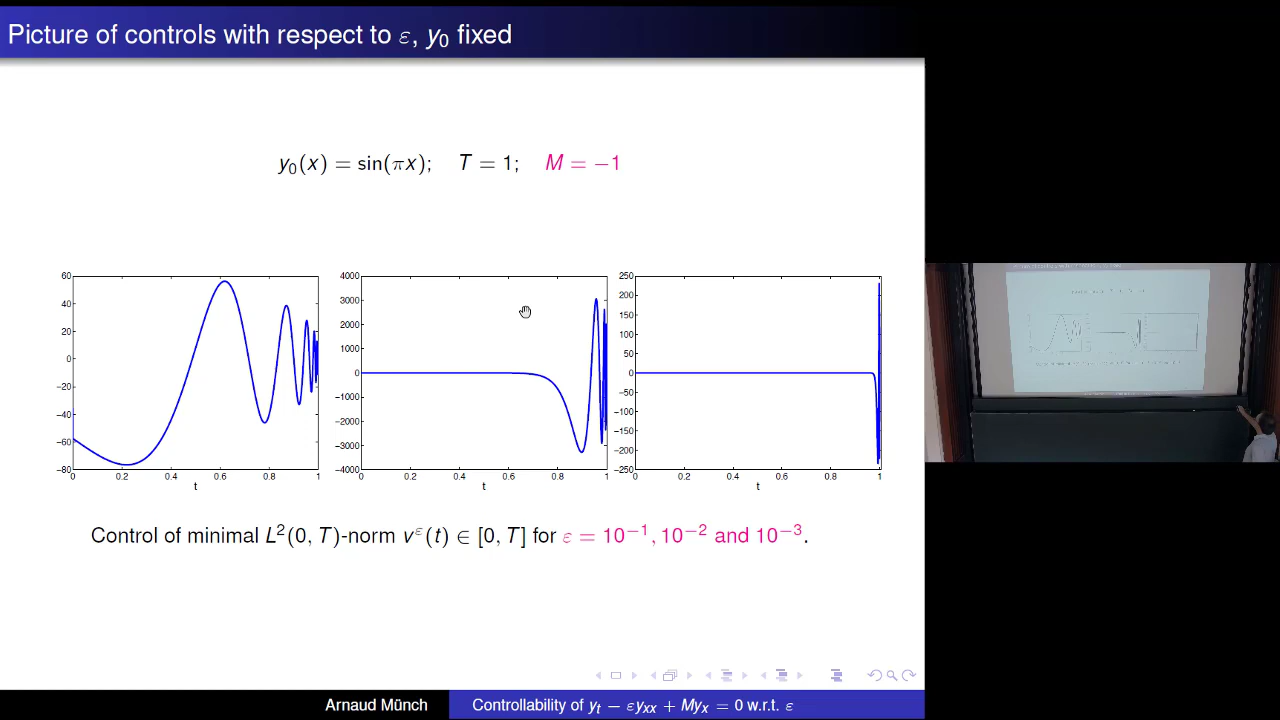 Picture of controls with respect to ε, y₀ fixed
y₀(x) = sin(πx); T = 1; M = −1
60
40
20
0
−20
−40
−60
−80
0 0.2 0.4 0.6 0.8 1
t
4000
3000
2000
1000
0
−1000
−2000
−3000
−4000
0 0.2 0.4 0.6 0.8 1
t
250
200
150
100
50
0
−50
−100
−150
−200
−250
0 0.2 0.4 0.6 0.8 1
t
Control of minimal L²(0, T)-norm vᵋ(t) ∈ [0, T] for ε = 10⁻¹, 10⁻² and 10⁻³.
Arnaud Münch
Controllability of yₜ − εyₓₓ + Myₓ = 0 w.r.t. ε